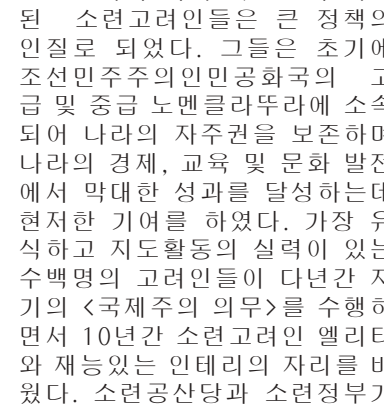 된 소련고려인들은 큰 정책의
인질로 되었다. 그들은 초기에
조선민주주의인민공화국의 고
급 및 중급 노멘클라뚜라에 소속
되어 나라의 자주권을 보존하며
나라의 경제, 교육 및 문화 발전
에서 막대한 성과를 달성하는데
현저한 기여를 하였다. 가장 유
식하고 지도활동의 실력이 있는
수백명의 고려인들이 다년간 자
기의 <국제주의 의무>를 수행하
면서 10년간 소련고려인 엘리티
와 재능있는 인테리의 자리를 비
웠다. 소련공산당과 소련정부가